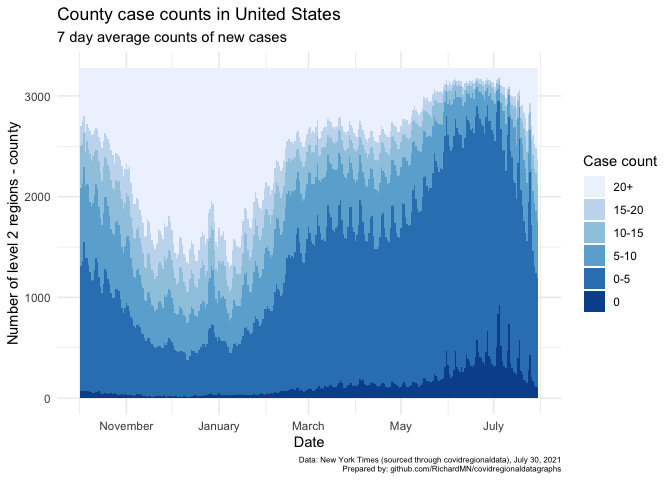 County case counts in United States
7 day average counts of new cases
Number of level 2 regions - county
3000
2000
1000
0
November
January
March
May
July
Date
Case count
20+
15-20
10-15
5-10
0-5
0
Data: New York Times (sourced through covidregionaldata), July 30, 2021
Prepared by: github.com/RichardMN/covidregionaldatagraphs